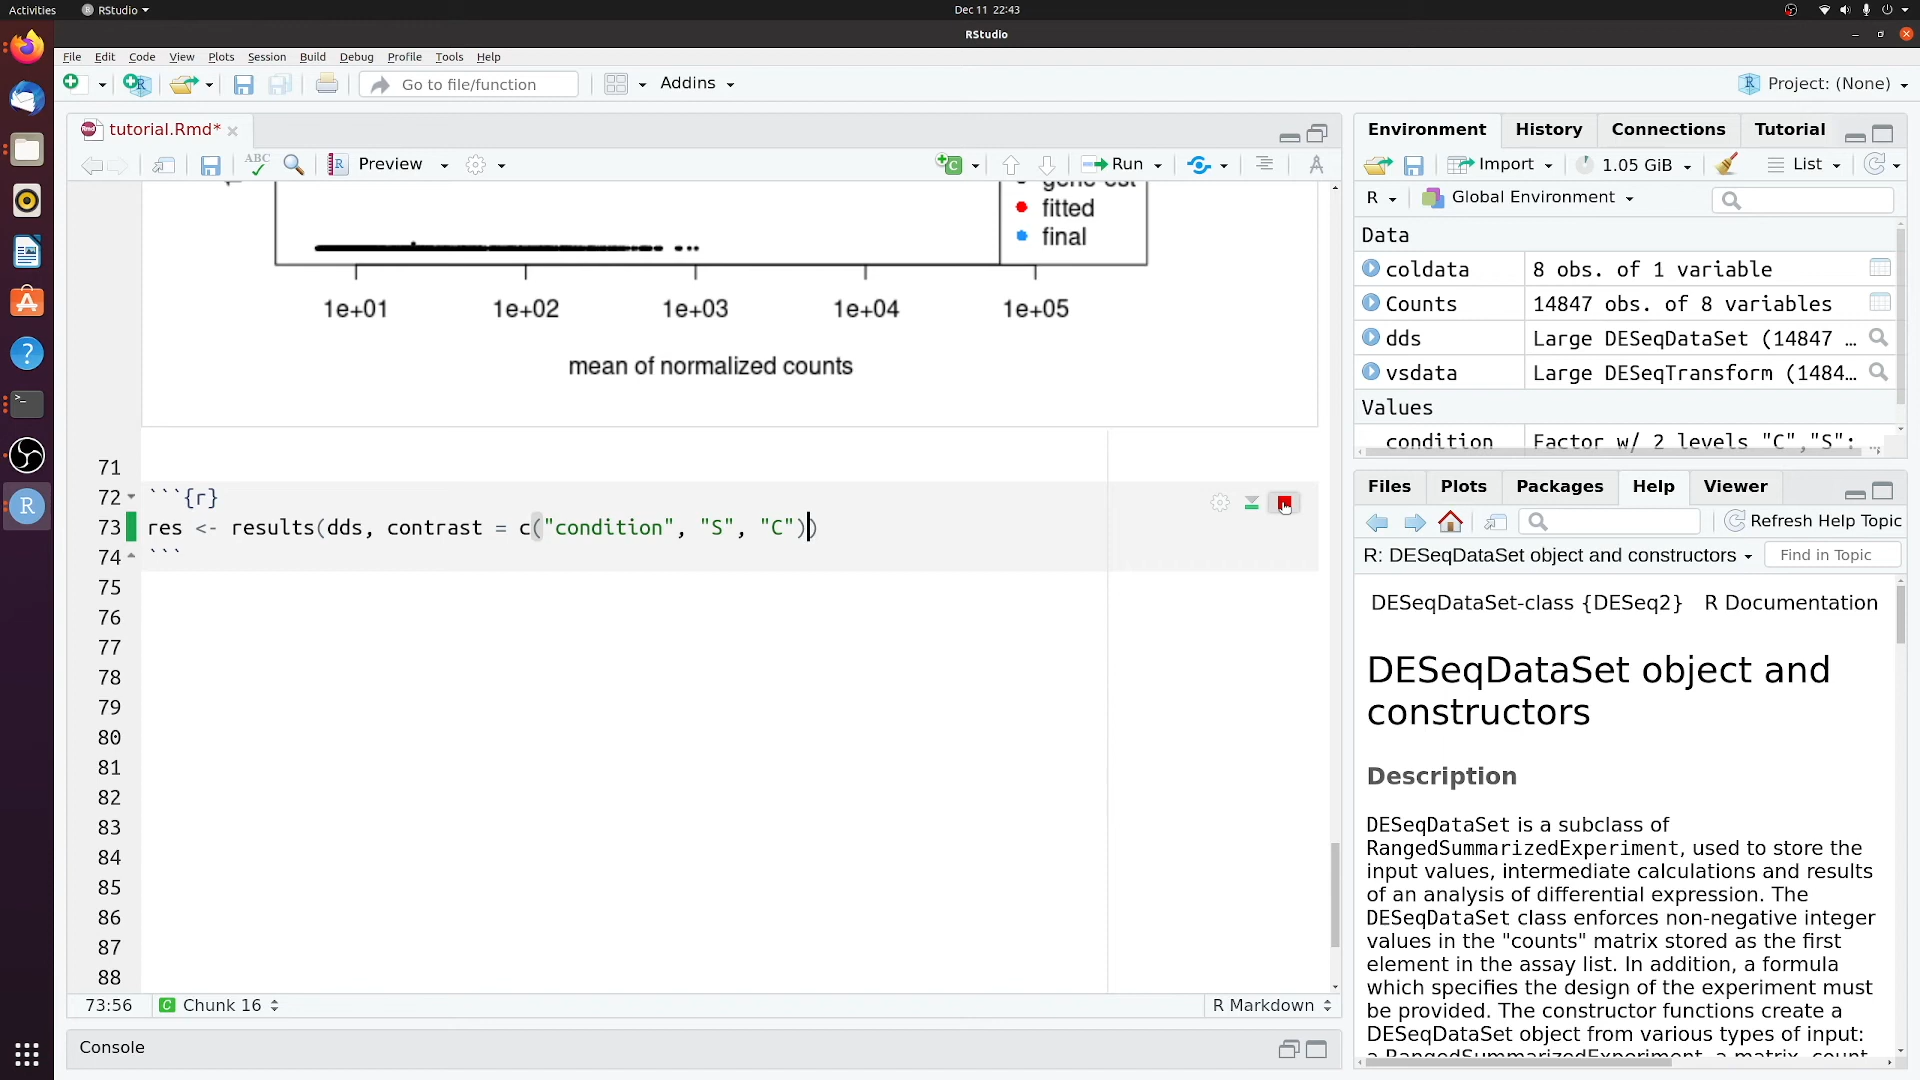 Activities RStudio Dec 11 22:43
RStudio
File Edit Code View Plots Session Build Debug Profile Tools Help
Go to file/function Addins Project: (None)
tutorial.Rmd*
ABC Preview Run
fitted
final
1e+01 1e+02 1e+03 1e+04 1e+05
mean of normalized counts
71
72 ```{r}
73 res <- results(dds, contrast = c("condition", "S", "C"))
74 ```
75
76
77
78
79
80
81
82
83
84
85
86
87
88
73:56 Chunk 16 R Markdown
Console
Environment History Connections Tutorial
Import 1.05 GiB List
R Global Environment
Data
coldata 8 obs. of 1 variable
Counts 14847 obs. of 8 variables
dds Large DESeqDataSet (14847 …
vsdata Large DESeqTransform (1484…
Values
condition Factor w/ 2 levels "C","S": …
Files Plots Packages Help Viewer
Refresh Help Topic
R: DESeqDataSet object and constructors Find in Topic
DESeqDataSet-class {DESeq2} R Documentation
DESeqDataSet object and
constructors
Description
DESeqDataSet is a subclass of
RangedSummarizedExperiment, used to store the
input values, intermediate calculations and results
of an analysis of differential expression. The
DESeqDataSet class enforces non-negative integer
values in the "counts" matrix stored as the first
element in the assay list. In addition, a formula
which specifies the design of the experiment must
be provided. The constructor functions create a
DESeqDataSet object from various types of input:
a RangedSummarizedExperiment, a matrix, count